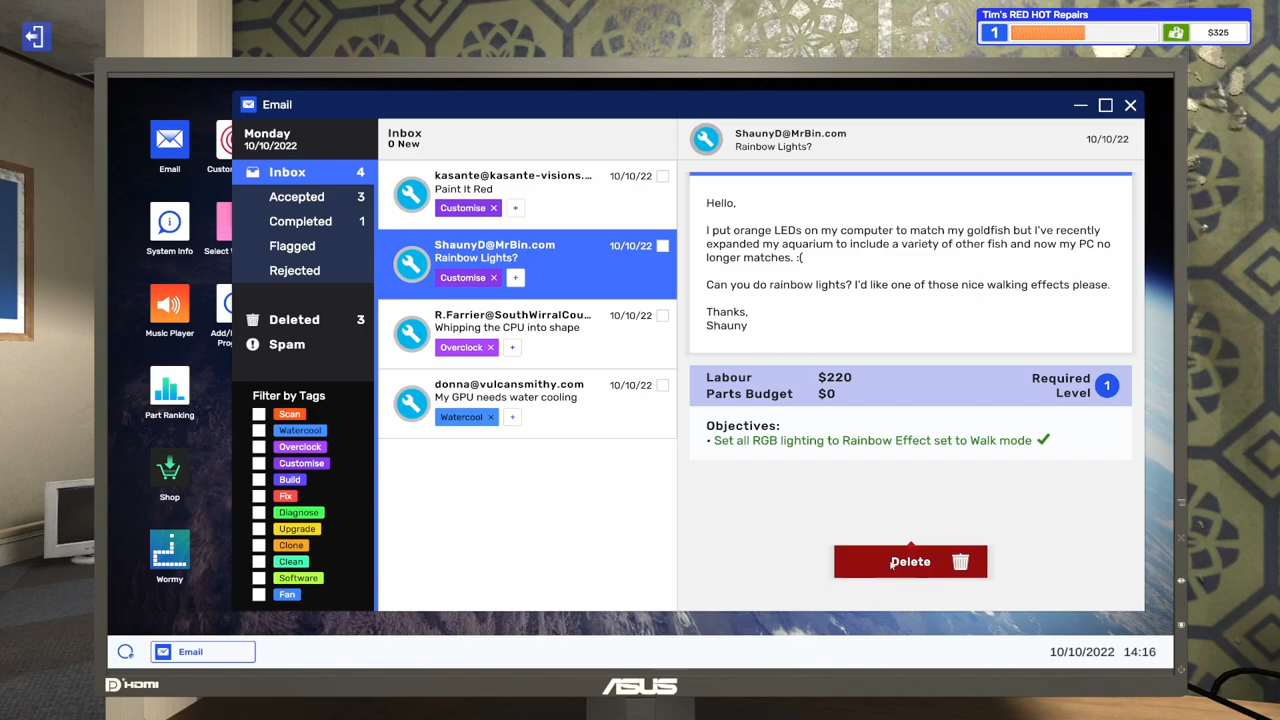 Tim's RED HOT Repairs
1
$325
Email
Custo
System Info
Select
Music Player
Add/
Prog
Part Ranking
Shop
Wormy
Email
Monday
10/10/2022
Inbox 4
Accepted 3
Completed 1
Flagged
Rejected
Deleted 3
Spam
Filter by Tags
Scan
Watercool
Overclock
Customise
Build
Fix
Diagnose
Upgrade
Clone
Clean
Software
Fan
Inbox
0 New
kasante@kasante-visions.... 10/10/22
Paint It Red
Customise × +
ShaunyD@MrBin.com 10/10/22
Rainbow Lights?
Customise × +
R.Farrier@SouthWirralCou... 10/10/22
Whipping the CPU into shape
Overclock × +
donna@vulcansmithy.com 10/10/22
My GPU needs water cooling
Watercool × +
ShaunyD@MrBin.com 10/10/22
Rainbow Lights?
Hello,
I put orange LEDs on my computer to match my goldfish but I've recently
expanded my aquarium to include a variety of other fish and now my PC no
longer matches. :(
Can you do rainbow lights? I'd like one of those nice walking effects please.
Thanks,
Shauny
Labour $220
Parts Budget $0
Required
Level 1
Objectives:
• Set all RGB lighting to Rainbow Effect set to Walk mode
Delete
Email
10/10/2022 14:16
HDMI
ASUS